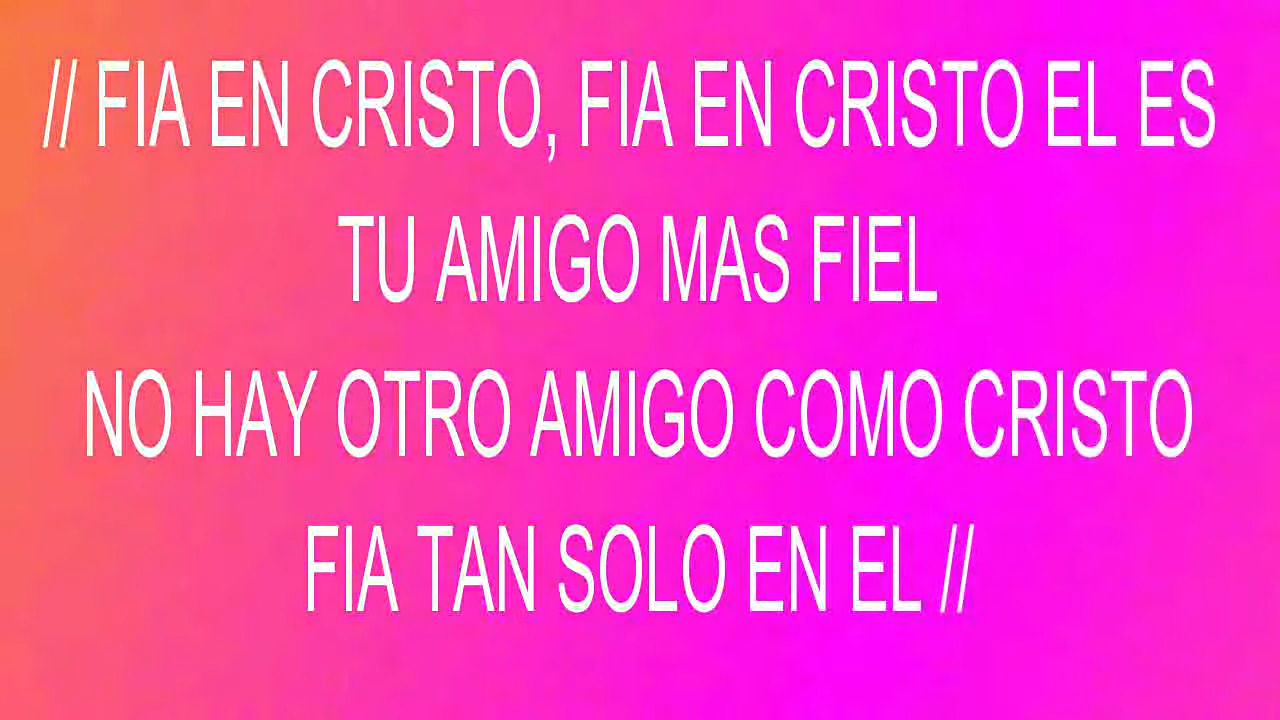 // FIA EN CRISTO, FIA EN CRISTO EL ES
TU AMIGO MAS FIEL
NO HAY OTRO AMIGO COMO CRISTO
FIA TAN SOLO EN EL //